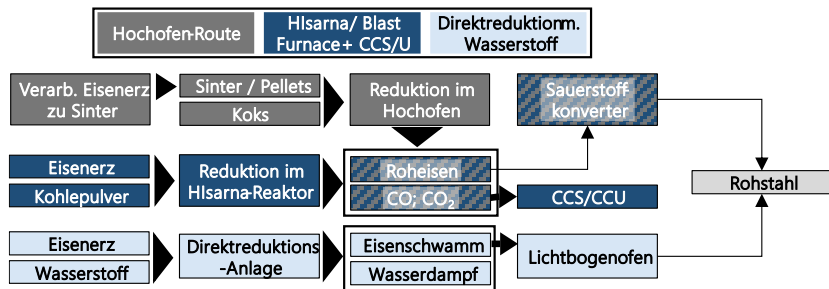 Hochofen-Route
HIsarna/ Blast
Furnace+ CCS/U
Direktreduktionm.
Wasserstoff
Verarb. Eisenerz
zu Sinter
Sinter / Pellets
Koks
Reduktion im
Hochofen
Sauerstoff-
konverter
Eisenerz
Kohlepulver
Reduktion im
HIsarna-Reaktor
Roheisen
CO; CO₂
CCS/CCU
Rohstahl
Eisenerz
Wasserstoff
Direktreduktions
-Anlage
Eisenschwamm
Wasserdampf
Lichtbogenofen